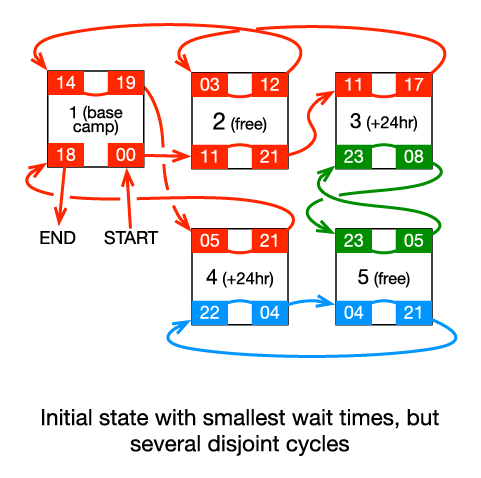 14 19
1 (base
camp)
18 00
03 12
2 (free)
11 21
11 17
3 (+24hr)
23 08
END START
05 21
4 (+24hr)
22 04
23 05
5 (free)
04 21
Initial state with smallest wait times, but
several disjoint cycles